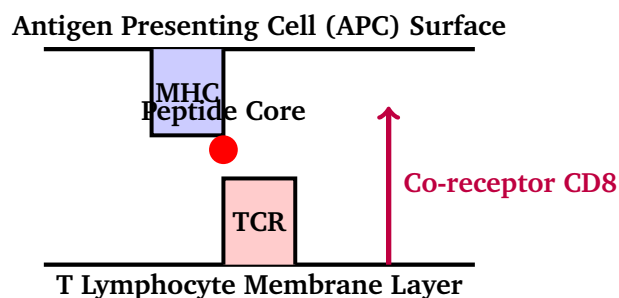 Antigen Presenting Cell (APC) Surface
MHC
Peptide Core
Co-receptor CD8
TCR
T Lymphocyte Membrane Layer